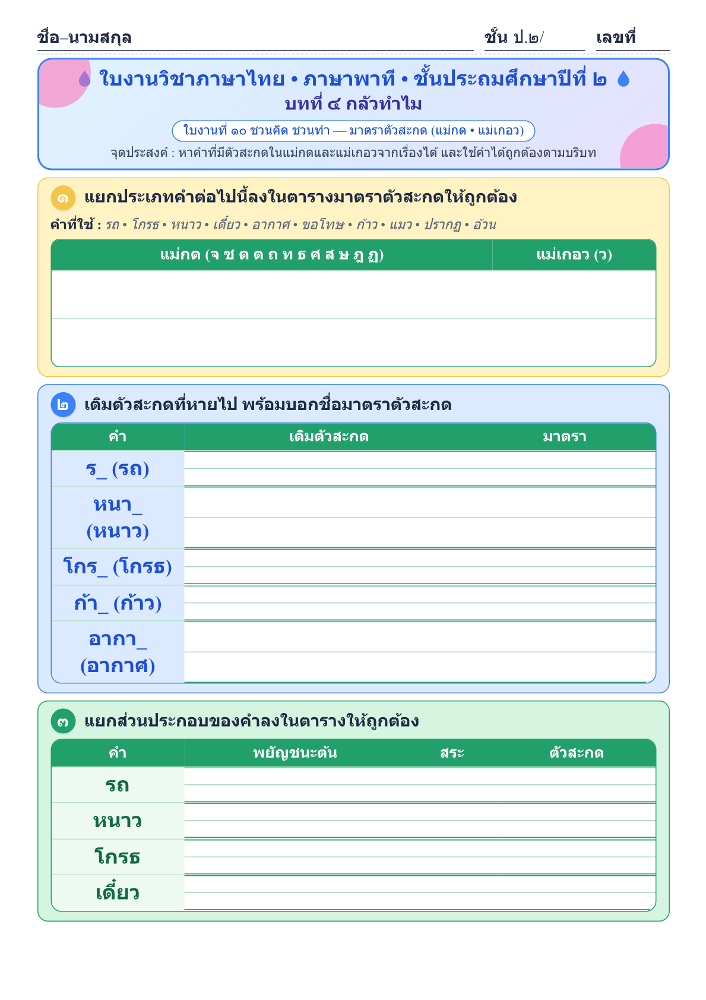 ชื่อ–นามสกุล ชั้น ป.๒/ เลขที่
ใบงานวิชาภาษาไทย • ภาษาพาที • ชั้นประถมศึกษาปีที่ ๒
บทที่ ๔ กลัวทำไม
ใบงานที่ ๑๐ ชวนคิด ชวนทำ — มาตราตัวสะกด (แม่กด • แม่เกอว)
จุดประสงค์ : หาคำที่มีตัวสะกดในแม่กดและแม่เกอวจากเรื่องได้ และใช้คำได้ถูกต้องตามบริบท
๑ แยกประเภทคำต่อไปนี้ลงในตารางมาตราตัวสะกดให้ถูกต้อง
คำที่ใช้ : รถ • โกรธ • หนาว • เดี๋ยว • อากาศ • ขอโทษ • ก้าว • แมว • ปรากฏ • อ้วน
แม่กด (จ ช ด ต ถ ท ธ ศ ส ษ ฎ ฏ) แม่เกอว (ว)
๒ เติมตัวสะกดที่หายไป พร้อมบอกชื่อมาตราตัวสะกด
คำ เติมตัวสะกด มาตรา
ร_ (รถ)
หนา_
(หนาว)
โกร_ (โกรธ)
ก้า_ (ก้าว)
อากา_
(อากาศ)
๓ แยกส่วนประกอบของคำลงในตารางให้ถูกต้อง
คำ พยัญชนะต้น สระ ตัวสะกด
รถ
หนาว
โกรธ
เดี๋ยว